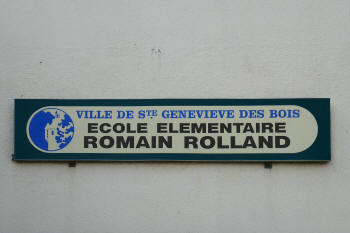 VILLE DE STE GENEVIEVE DES BOIS
ECOLE ELEMENTAIRE
ROMAIN ROLLAND